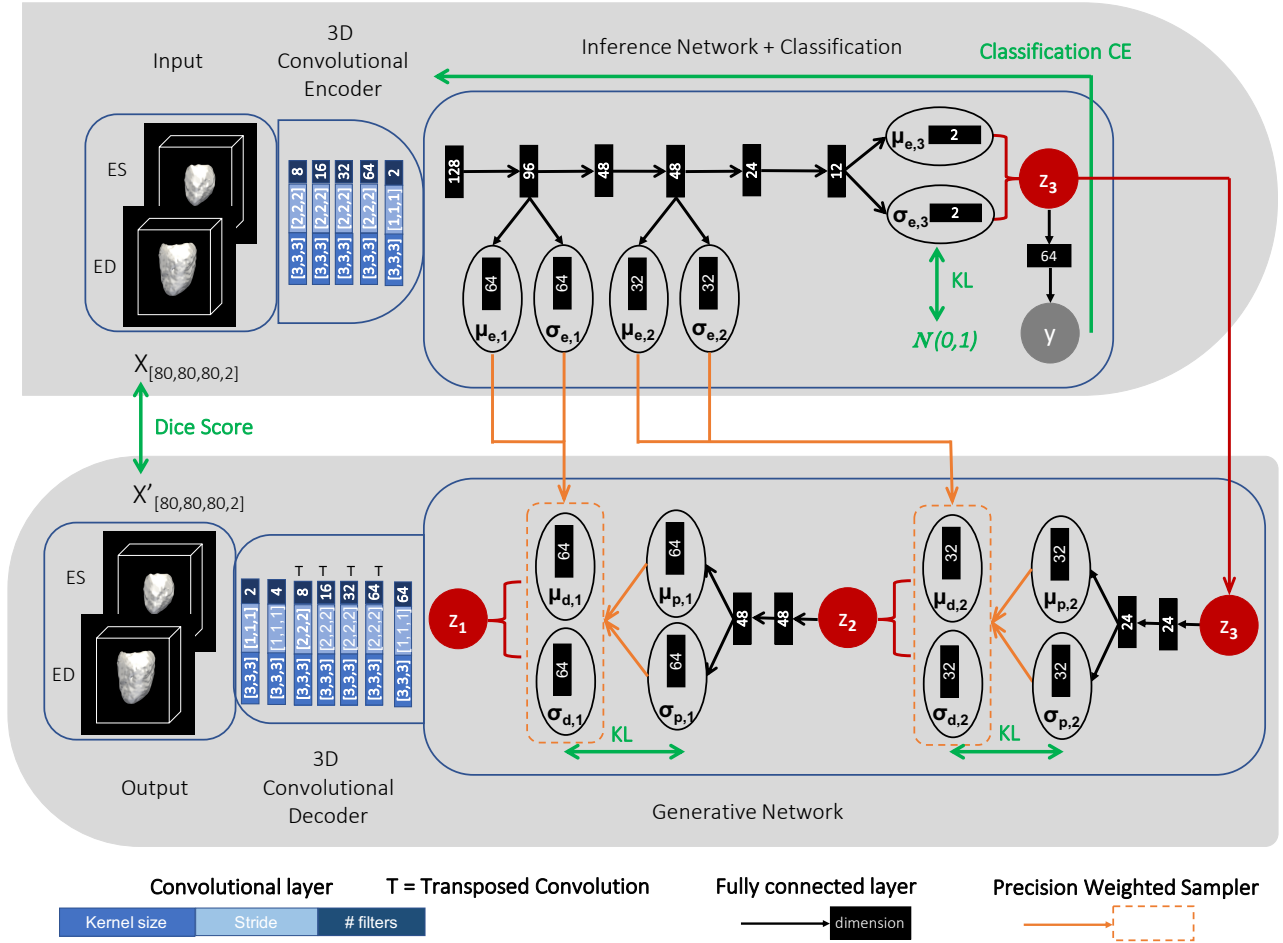 3D
Convolutional
Encoder
Input
Inference Network + Classification
Classification CE
ES
ED
8
16
32
64
2
[2,2,2]
[2,2,2]
[2,2,2]
[2,2,2]
[1,1,1]
[3,3,3]
[3,3,3]
[3,3,3]
[3,3,3]
[3,3,3]
128
96
48
48
24
12
μe,3
2
σe,3
2
z3
64
y
KL
N(0,1)
64
64
32
32
μe,1
σe,1
μe,2
σe,2
X[80,80,80,2]
Dice Score
X’[80,80,80,2]
ES
ED
T
T
T
T
2
4
8
16
32
64
64
[1,1,1]
[1,1,1]
[2,2,2]
[2,2,2]
[2,2,2]
[2,2,2]
[1,1,1]
[3,3,3]
[3,3,3]
[3,3,3]
[3,3,3]
[3,3,3]
[3,3,3]
[3,3,3]
z1
64
μd,1
64
σd,1
64
μp,1
64
σp,1
KL
48
48
z2
32
μd,2
32
σd,2
32
μp,2
32
σp,2
KL
24
24
z3
Output
3D
Convolutional
Decoder
Generative Network
Convolutional layer
T = Transposed Convolution
Fully connected layer
Precision Weighted Sampler
Kernel size
Stride
# filters
dimension